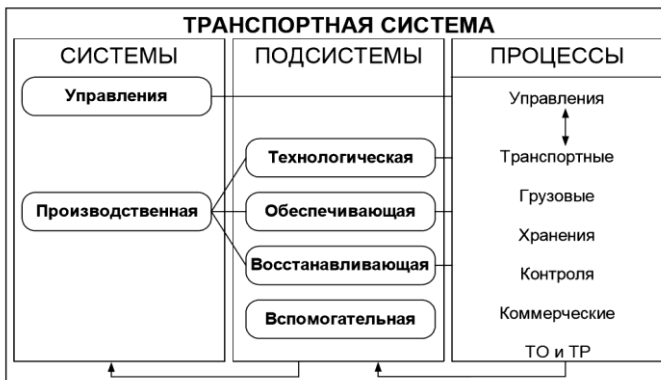 ТРАНСПОРТНАЯ СИСТЕМА
СИСТЕМЫ
Управления
Производственная
ПОДСИСТЕМЫ
Технологическая
Обеспечивающая
Восстанавливающая
Вспомогательная
ПРОЦЕССЫ
Управления
Транспортные
Грузовые
Хранения
Контроля
Коммерческие
ТО и ТР